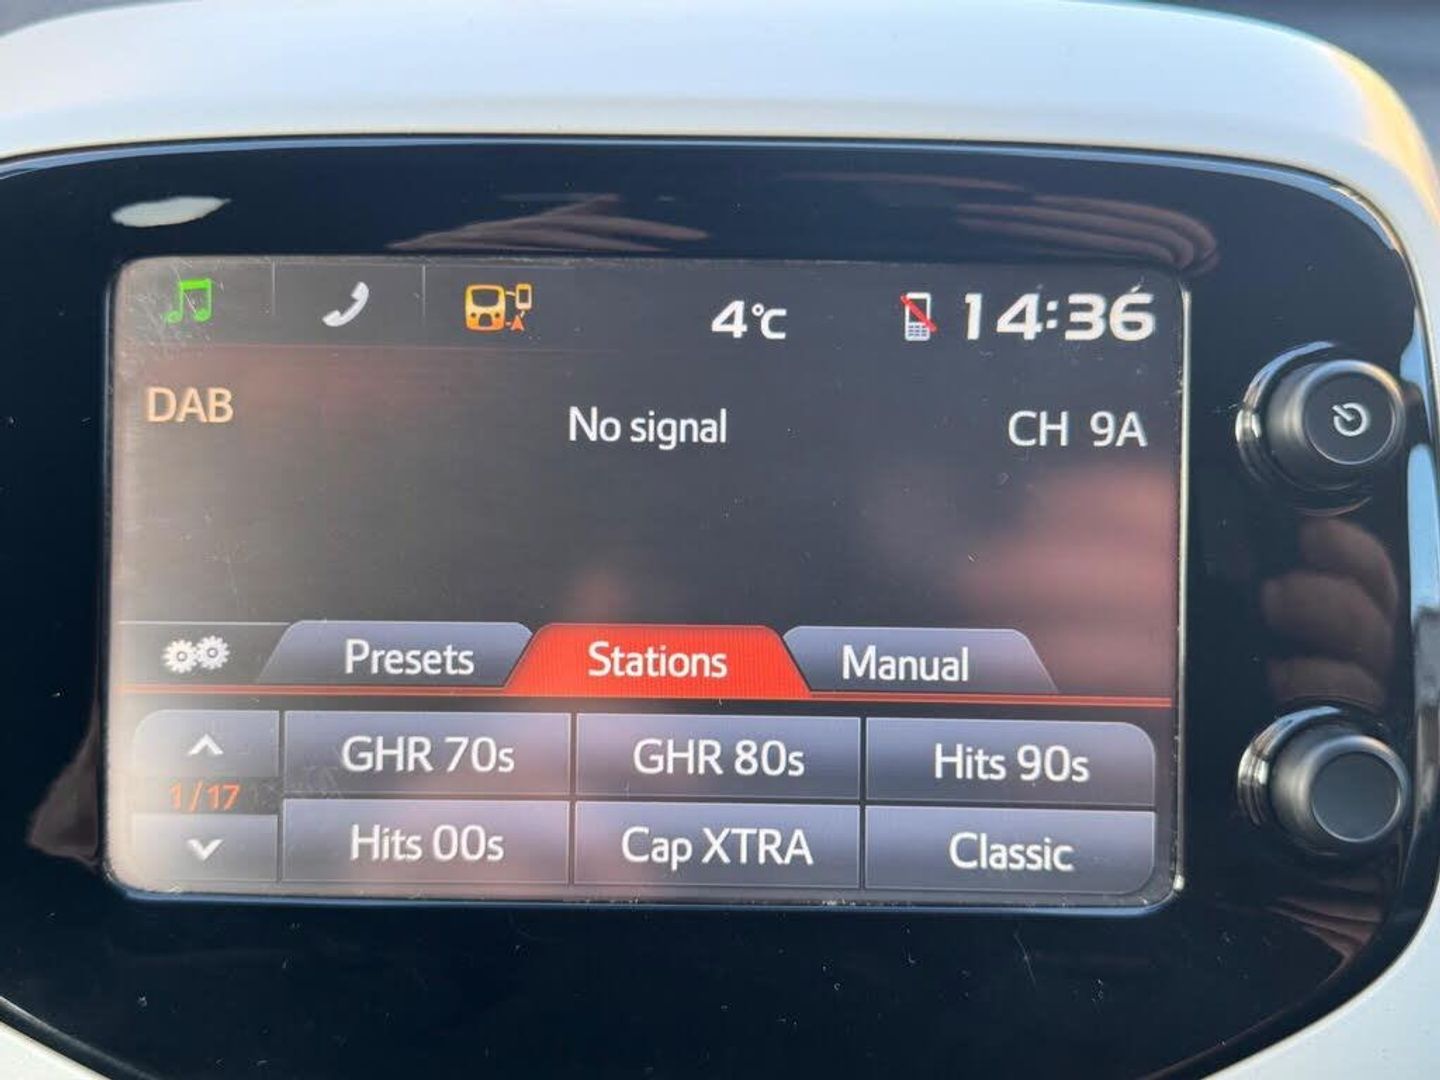 4°C 14:36
DAB No signal CH 9A
Presets Stations Manual
GHR 70s GHR 80s Hits 90s
1/17
Hits 00s Cap XTRA Classic